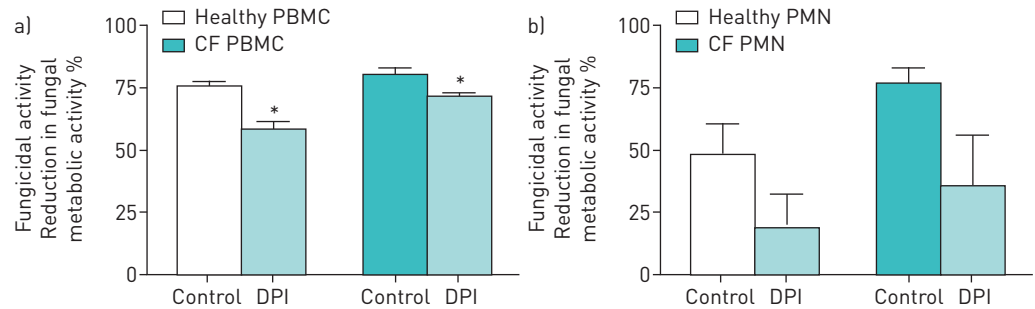 a)
Healthy PBMC
CF PBMC
Fungicidal activity
Reduction in fungal
metabolic activity %
100
75
50
25
0
*
*
Control DPI Control DPI
b)
Healthy PMN
CF PMN
Fungicidal activity
Reduction in fungal
metabolic activity %
100
75
50
25
0
Control DPI Control DPI